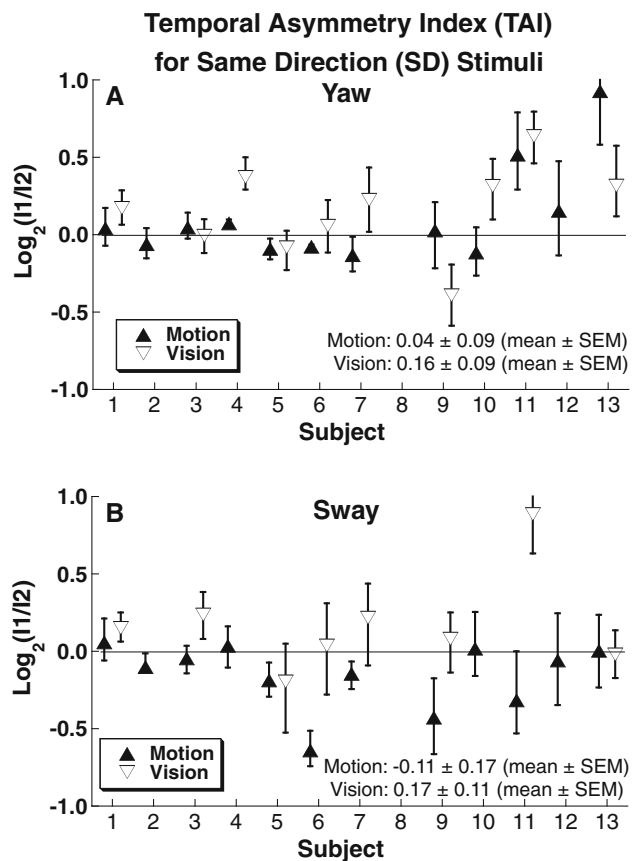 Temporal Asymmetry Index (TAI)
for Same Direction (SD) Stimuli
A
Yaw
1.0
0.5
0.0
-0.5
-1.0
Log2(I1/I2)
Motion
Vision
Motion: 0.04 ± 0.09 (mean ± SEM)
Vision: 0.16 ± 0.09 (mean ± SEM)
1 2 3 4 5 6 7 8 9 10 11 12 13
Subject
B
Sway
1.0
0.5
0.0
-0.5
-1.0
Log2(I1/I2)
Motion
Vision
Motion: -0.11 ± 0.17 (mean ± SEM)
Vision: 0.17 ± 0.11 (mean ± SEM)
1 2 3 4 5 6 7 8 9 10 11 12 13
Subject